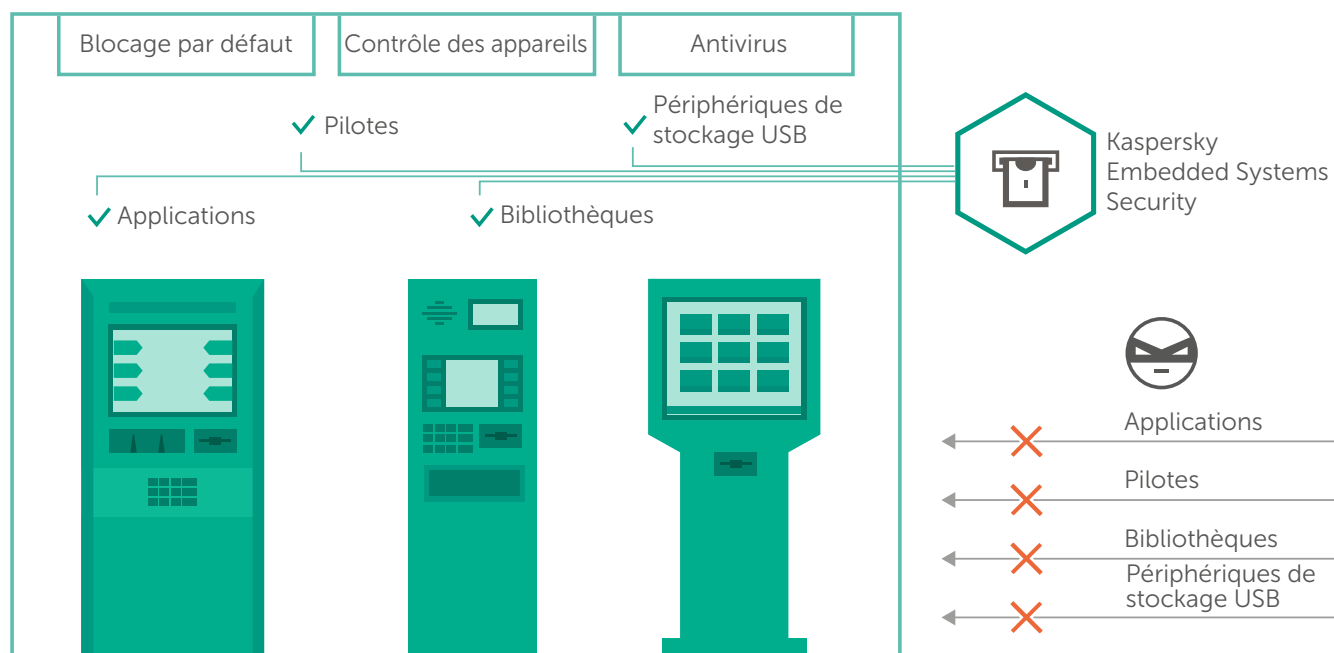 Blocage par défaut
Contrôle des appareils
Antivirus
Pilotes
Périphériques de
stockage USB
Applications
Bibliothèques
Kaspersky
Embedded Systems
Security
Applications
Pilotes
Bibliothèques
Périphériques de
stockage USB